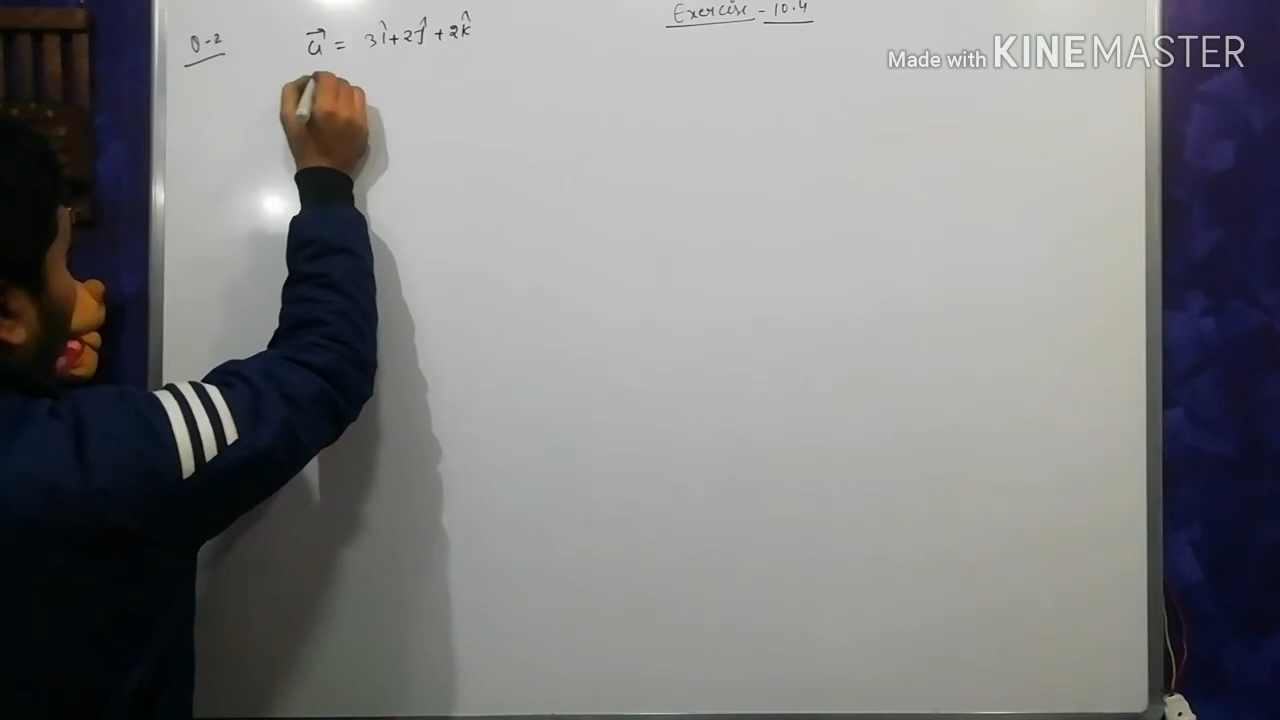 Exercise - 10.4
Q-2 a⃗ = 3î + 2ĵ + 2k̂
Made with KINEMASTER